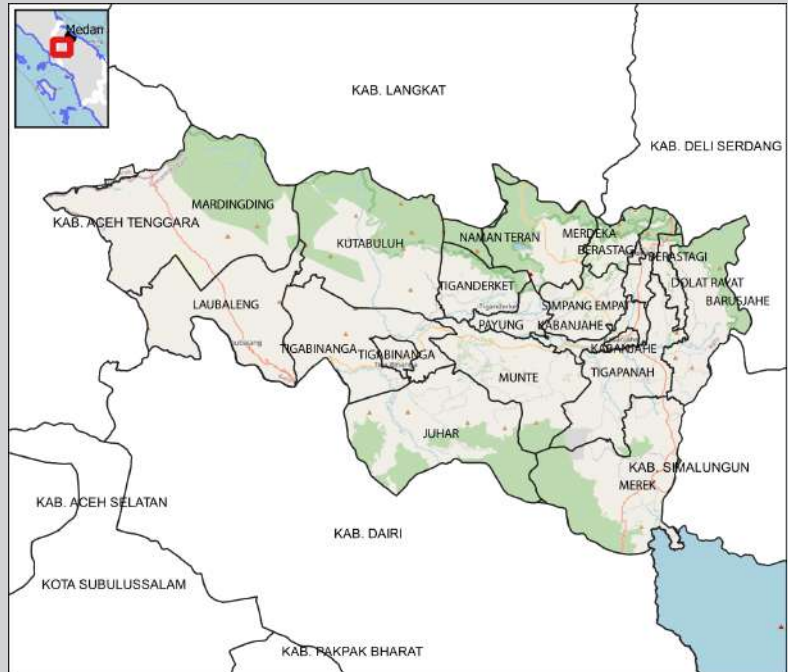 Medan
KAB. LANGKAT
KAB. DELI SERDANG
MARDINGDING
KAB. ACEH TENGGARA
KUTABULUH
NAMAN TERAN
MERDEKA
BERASTAGI
BERASTAGI
DOLAT RAYAT
BARUSJAHE
TIGANDERKET
Tiganderket
LAUBALENG
SIMPANG EMPAT
PAYUNG
KABANJAHE
TIGABINANGA
TIGABINANGA
KABANJAHE
MUNTE
TIGAPANAH
JUHAR
KAB. SIMALUNGUN
MEREK
KAB. ACEH SELATAN
KAB. DAIRI
KOTA SUBULUSSALAM
KAB. PAKPAK BHARAT